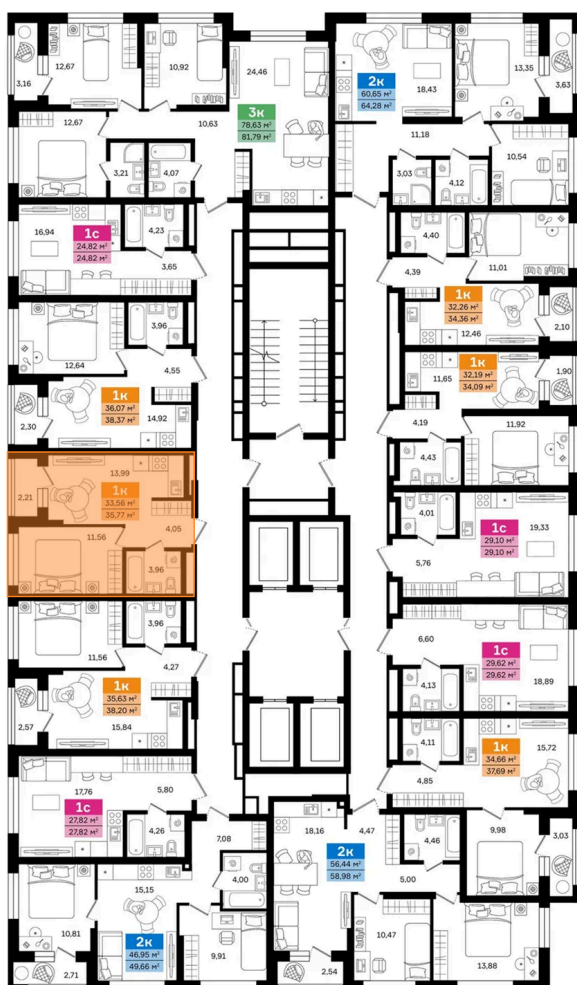 3,16
12,67
10,92
24,46
3к
78,63 м²
81,79 м²
12,67
10,63
3,21
4,07
2к
60,65 м²
64,28 м²
18,43
13,35
3,63
11,18
10,54
3,03
4,12
16,94
1с
24,82 м²
24,82 м²
4,23
3,65
4,40
4,39
11,01
1к
32,26 м²
34,36 м²
12,46
2,10
12,64
3,96
4,55
1к
36,07 м²
38,37 м²
14,92
2,30
11,65
1к
32,19 м²
34,09 м²
1,90
4,19
11,92
4,43
13,99
2,21
1к
33,56 м²
35,77 м²
4,05
11,56
3,96
4,01
1с
29,10 м²
29,10 м²
19,33
5,76
3,96
11,56
4,27
1к
35,63 м²
38,20 м²
2,57
15,84
6,60
1с
29,62 м²
29,62 м²
4,13
18,89
4,11
1к
34,66 м²
37,69 м²
15,72
4,85
17,76
5,80
1с
27,82 м²
27,82 м²
4,26
7,08
4,00
15,15
10,81
2к
46,95 м²
49,66 м²
2,71
9,91
18,16
4,47
2к
56,44 м²
58,98 м²
4,46
5,00
9,98
3,03
10,47
2,54
13,88